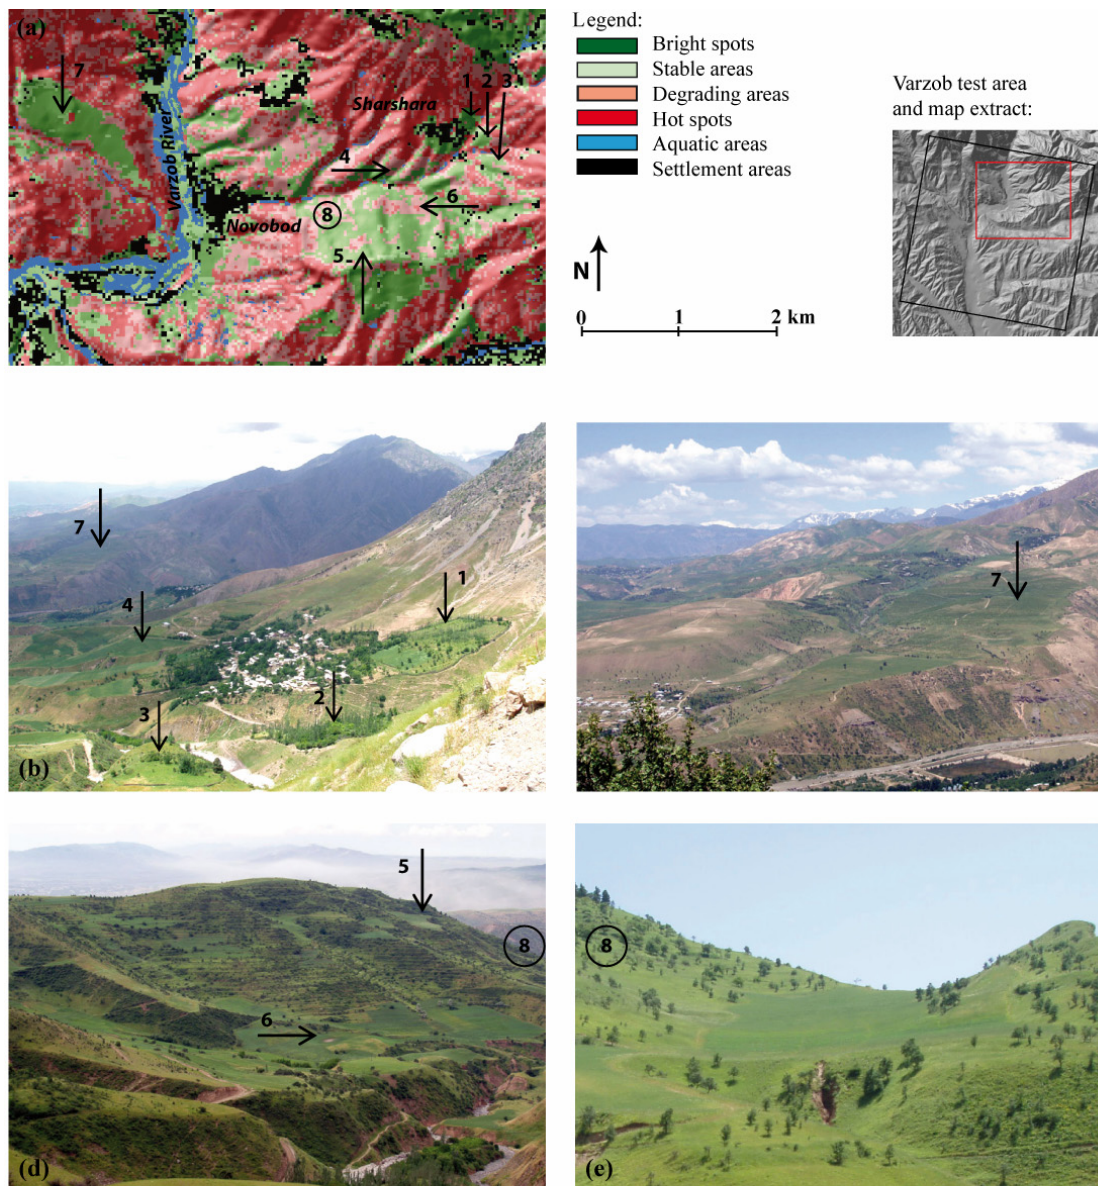 (a)
7
Varzob River
Novobod
Sharshara
1
2
3
4
6
8
5
Legend:
Bright spots
Stable areas
Degrading areas
Hot spots
Aquatic areas
Settlement areas
N
0 1 2 km
Varzob test area
and map extract:
7
4
1
2
3
(b)
7
5
8
6
(d)
8
(e)